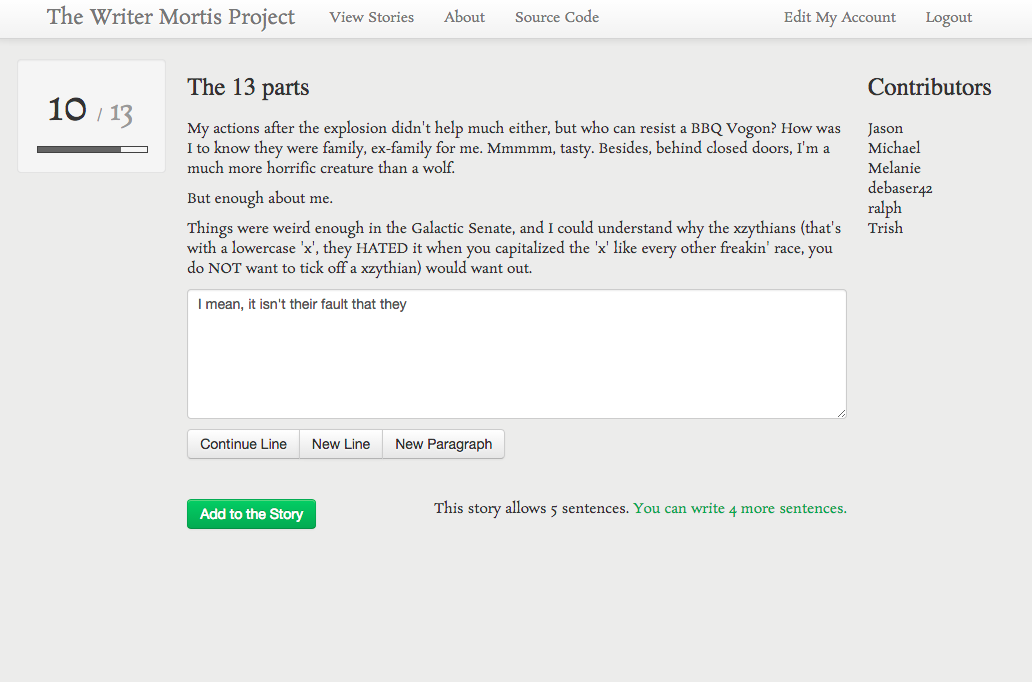 The Writer Mortis Project View Stories About Source Code Edit My Account Logout
10 / 13
The 13 parts
My actions after the explosion didn't help much either, but who can resist a BBQ Vogon? How was
I to know they were family, ex-family for me. Mmmmm, tasty. Besides, behind closed doors, I'm a
much more horrific creature than a wolf.
But enough about me.
Things were weird enough in the Galactic Senate, and I could understand why the xzythians (that's
with a lowercase 'x', they HATED it when you capitalized the 'x' like every other freakin' race, you
do NOT want to tick off a xzythian) would want out.
I mean, it isn't their fault that they
Continue Line New Line New Paragraph
Add to the Story
This story allows 5 sentences. You can write 4 more sentences.
Contributors
Jason
Michael
Melanie
debaser42
ralph
Trish